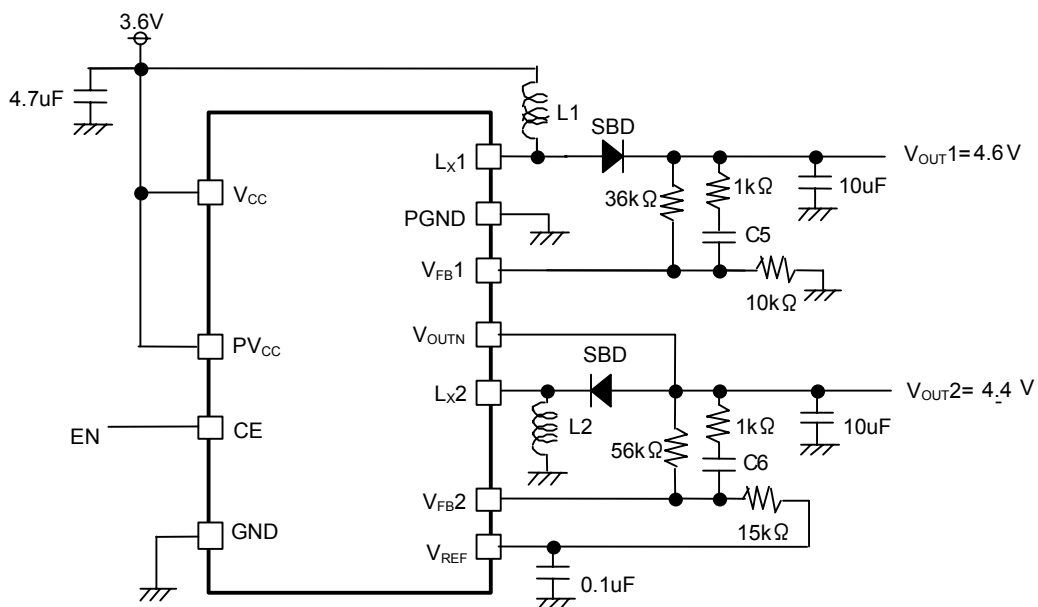 3.6V
4.7uF
L1
SBD
LX1
VOUT1=4.6V
1kΩ
10uF
VCC
36kΩ
PGND
C5
VFB1
10kΩ
VOUTN
PVCC
SBD
LX2
VOUT2= 4.4 V
L2
1kΩ
10uF
EN
CE
56kΩ
C6
VFB2
GND
15kΩ
VREF
0.1uF